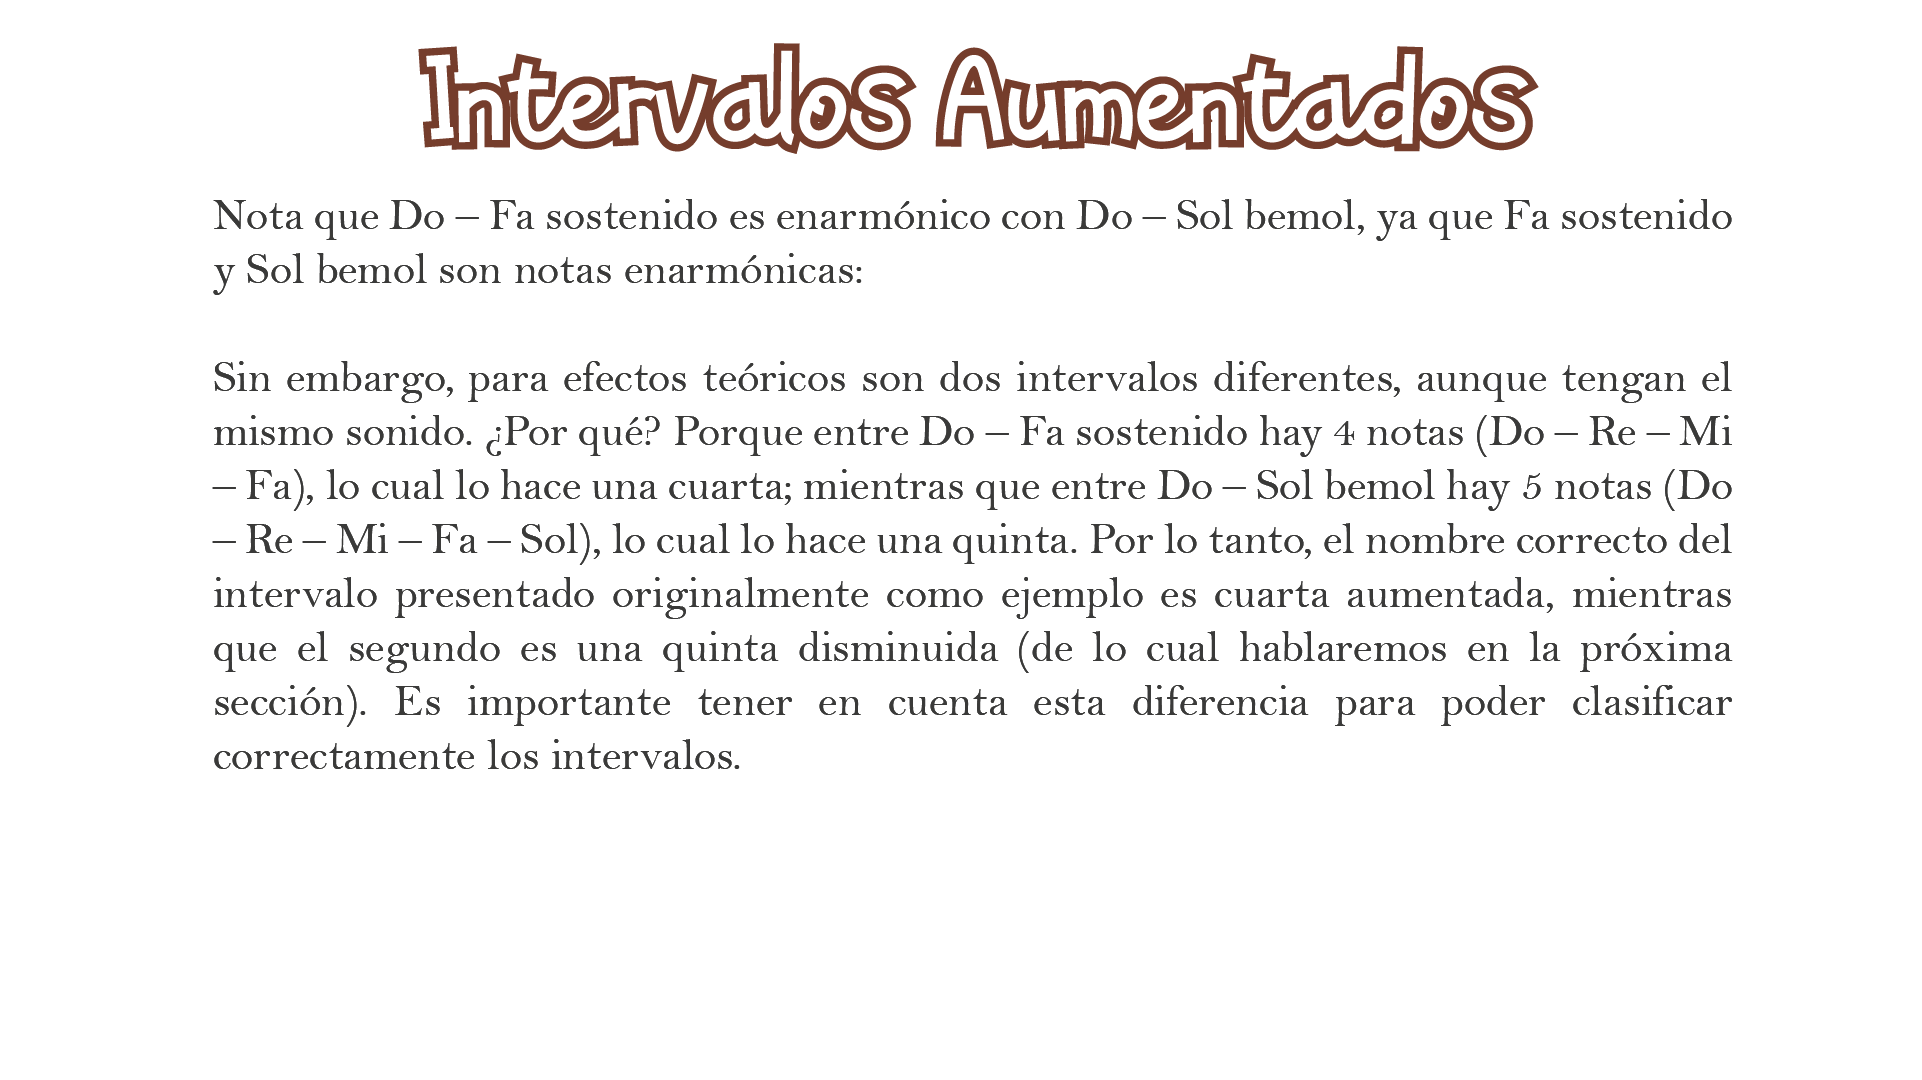 Intervalos Aumentados
Nota que Do – Fa sostenido es enarmónico con Do – Sol bemol, ya que Fa sostenido
y Sol bemol son notas enarmónicas:
Sin embargo, para efectos teóricos son dos intervalos diferentes, aunque tengan el
mismo sonido. ¿Por qué? Porque entre Do – Fa sostenido hay 4 notas (Do – Re – Mi
– Fa), lo cual lo hace una cuarta; mientras que entre Do – Sol bemol hay 5 notas (Do
– Re – Mi – Fa – Sol), lo cual lo hace una quinta. Por lo tanto, el nombre correcto del
intervalo presentado originalmente como ejemplo es cuarta aumentada, mientras
que el segundo es una quinta disminuida (de lo cual hablaremos en la próxima
sección). Es importante tener en cuenta esta diferencia para poder clasificar
correctamente los intervalos.